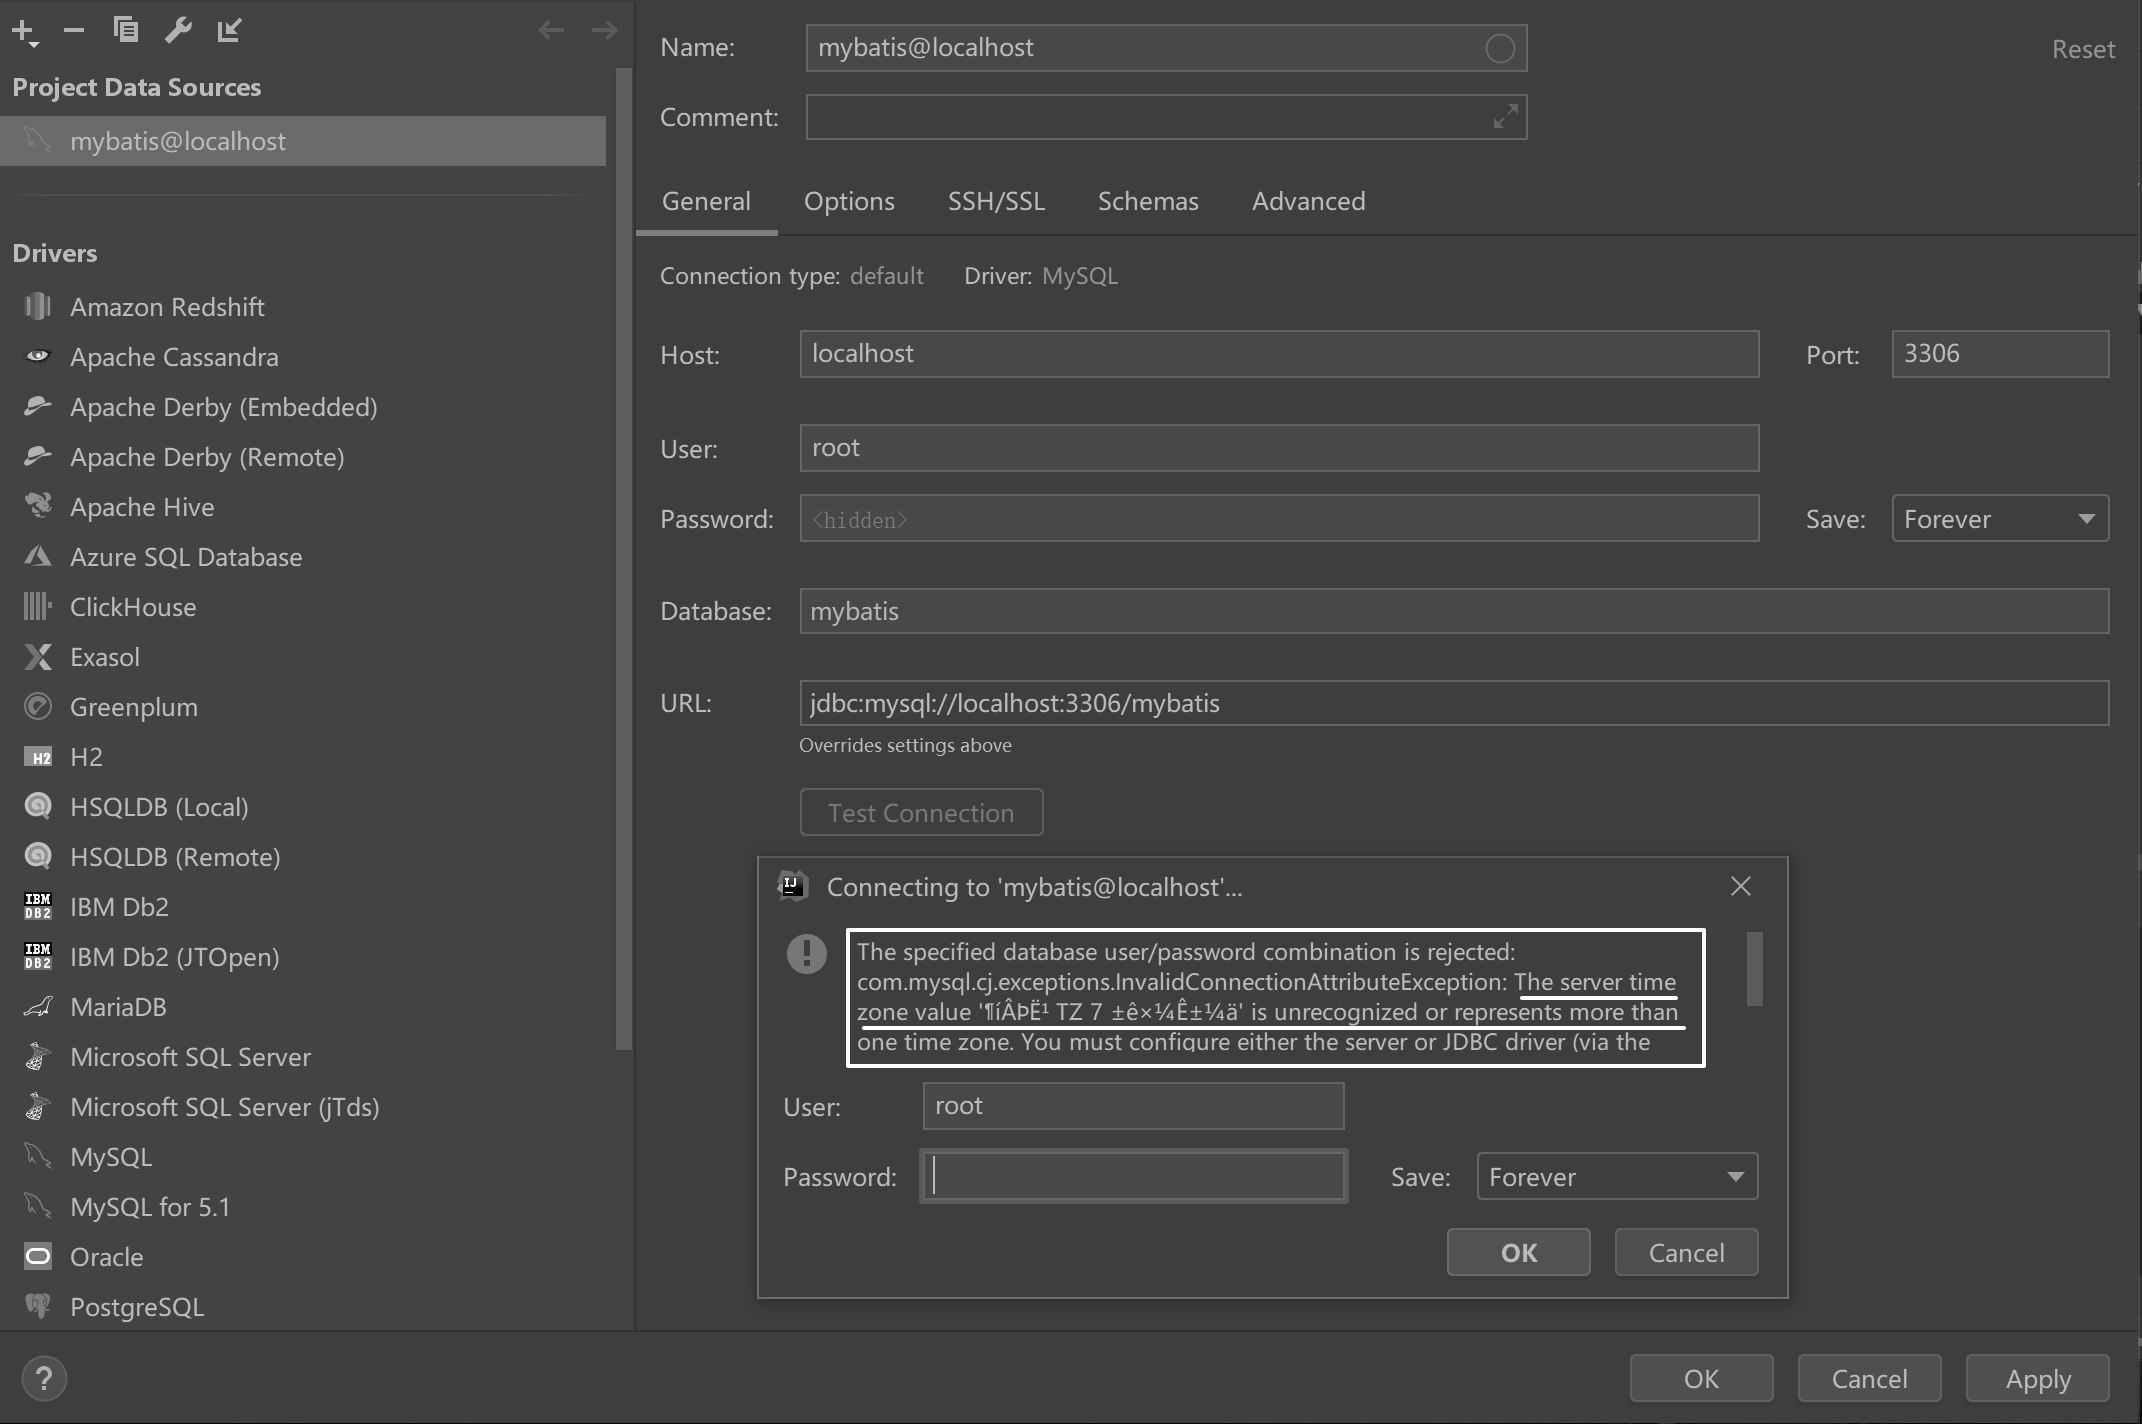 Project Data Sources
mybatis@localhost
Drivers
Amazon Redshift
Apache Cassandra
Apache Derby (Embedded)
Apache Derby (Remote)
Apache Hive
Azure SQL Database
ClickHouse
Exasol
Greenplum
H2 H2
HSQLDB (Local)
HSQLDB (Remote)
IBM DB2 IBM Db2
IBM DB2 IBM Db2 (JTOpen)
MariaDB
Microsoft SQL Server
Microsoft SQL Server (jTds)
MySQL
MySQL for 5.1
Oracle
PostgreSQL
Name: mybatis@localhost Reset
Comment:
General Options SSH/SSL Schemas Advanced
Connection type: default Driver: MySQL
Host: localhost Port: 3306
User: root
Password: <hidden> Save: Forever
Database: mybatis
URL: jdbc:mysql://localhost:3306/mybatis
Overrides settings above
Test Connection
IJ Connecting to 'mybatis@localhost'...
The specified database user/password combination is rejected:
com.mysql.cj.exceptions.InvalidConnectionAttributeException: The server time
zone value '¶íÂÞË¹ TZ 7 ±ê×¼Ê±¼ä' is unrecognized or represents more than
one time zone. You must configure either the server or JDBC driver (via the
User: root
Password: Save: Forever
OK Cancel
? OK Cancel Apply